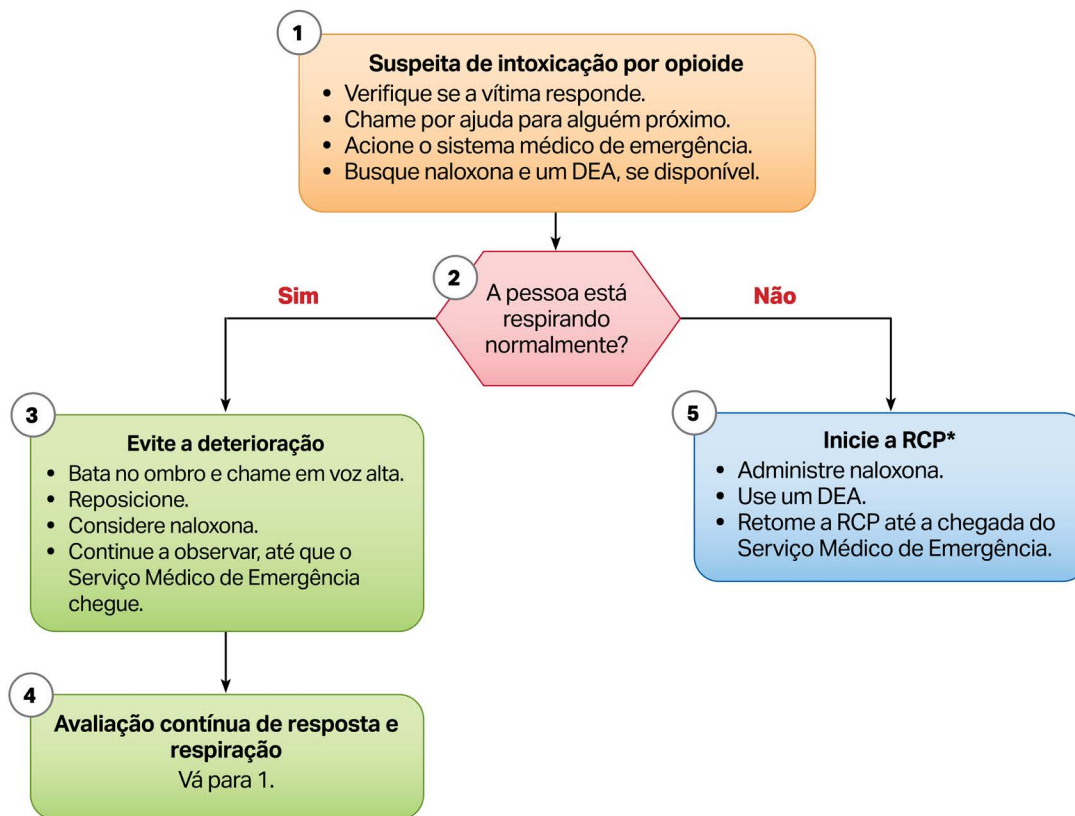 1
Suspeita de intoxicação por opioide
• Verifique se a vítima responde.
• Chame por ajuda para alguém próximo.
• Acione o sistema médico de emergência.
• Busque naloxona e um DEA, se disponível.
2
A pessoa está
respirando
normalmente?
Sim
Não
3
Evite a deterioração
• Bata no ombro e chame em voz alta.
• Reposicione.
• Considere naloxona.
• Continue a observar, até que o
Serviço Médico de Emergência
chegue.
4
Avaliação contínua de resposta e
respiração
Vá para 1.
5
Inicie a RCP*
• Administre naloxona.
• Use um DEA.
• Retome a RCP até a chegada do
Serviço Médico de Emergência.